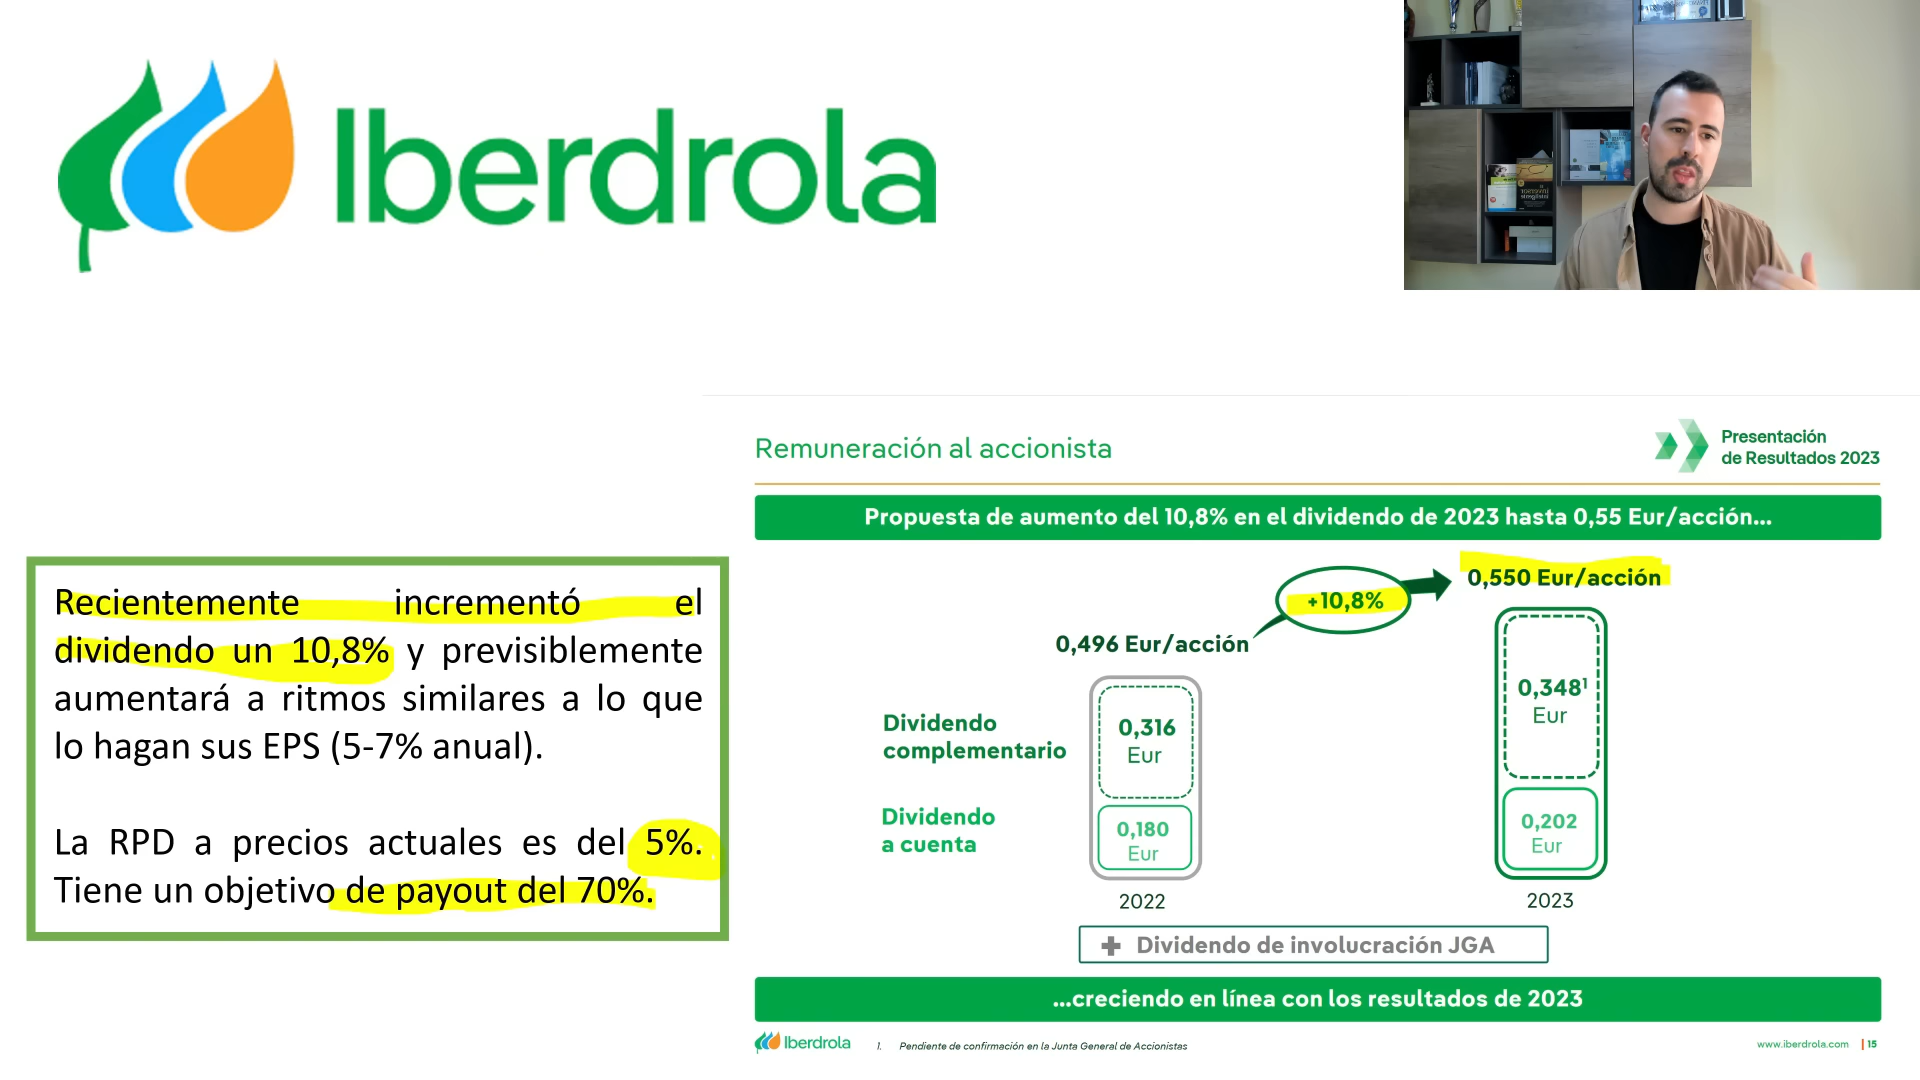 Iberdrola
Remuneración al accionista
Presentación
de Resultados 2023
Propuesta de aumento del 10,8% en el dividendo de 2023 hasta 0,55 Eur/acción...
Recientemente incrementó el
dividendo un 10,8% y previsiblemente
aumentará a ritmos similares a lo que
lo hagan sus EPS (5-7% anual).
La RPD a precios actuales es del 5%.
Tiene un objetivo de payout del 70%.
0,550 Eur/acción
+10,8%
0,496 Eur/acción
Dividendo
complementario
0,316
Eur
0,348¹
Eur
Dividendo
a cuenta
0,180
Eur
0,202
Eur
2022
2023
+ Dividendo de involucración JGA
...creciendo en línea con los resultados de 2023
Iberdrola
1. Pendiente de confirmación en la Junta General de Accionistas
www.iberdrola.com | 15